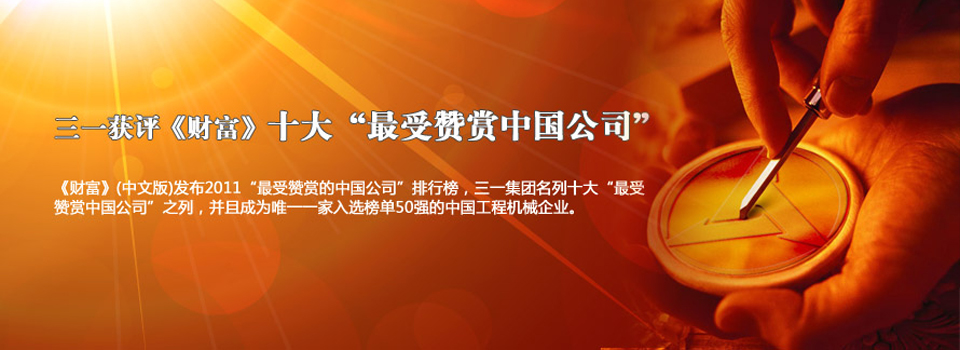 三一获评《财富》十大“最受赞赏中国公司”
《财富》(中文版)发布2011“最受赞赏的中国公司”排行榜，三一集团名列十大“最受
赞赏中国公司”之列，并且成为唯一一家入选榜单50强的中国工程机械企业。